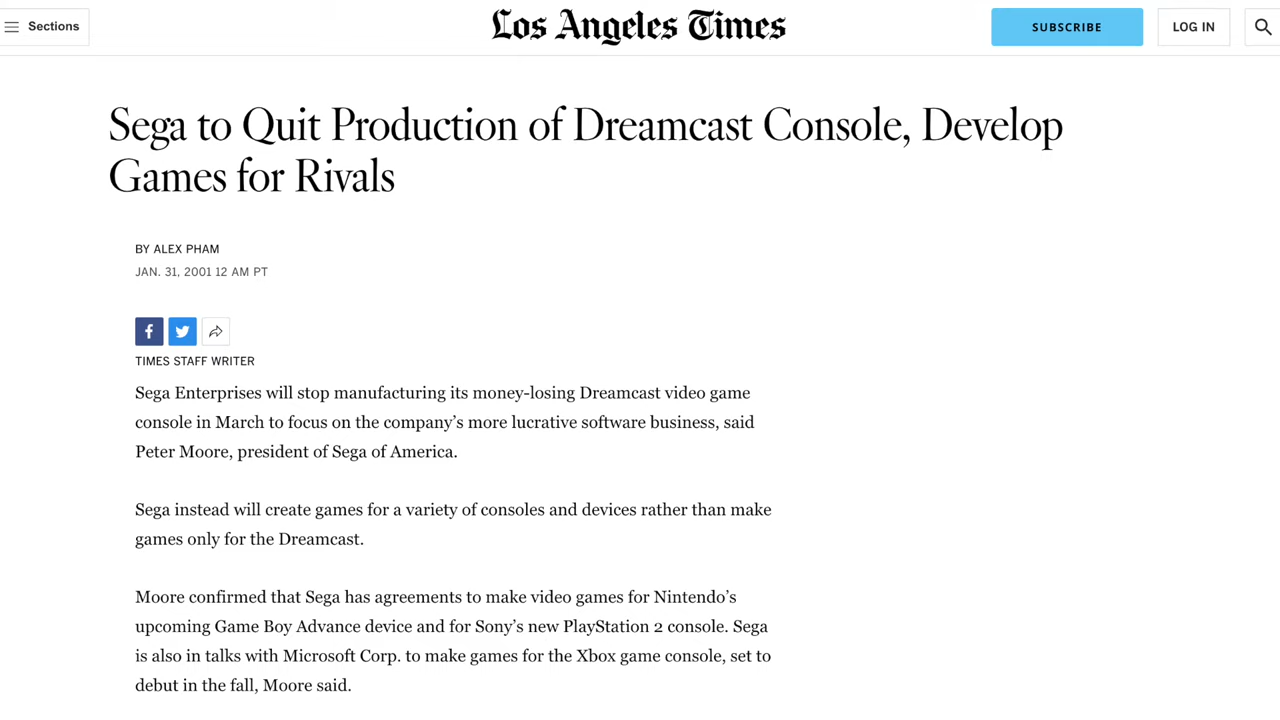 Sections
Los Angeles Times
SUBSCRIBE
LOG IN
Sega to Quit Production of Dreamcast Console, Develop
Games for Rivals
BY ALEX PHAM
JAN. 31, 2001 12 AM PT
TIMES STAFF WRITER
Sega Enterprises will stop manufacturing its money-losing Dreamcast video game
console in March to focus on the company’s more lucrative software business, said
Peter Moore, president of Sega of America.
Sega instead will create games for a variety of consoles and devices rather than make
games only for the Dreamcast.
Moore confirmed that Sega has agreements to make video games for Nintendo’s
upcoming Game Boy Advance device and for Sony’s new PlayStation 2 console. Sega
is also in talks with Microsoft Corp. to make games for the Xbox game console, set to
debut in the fall, Moore said.